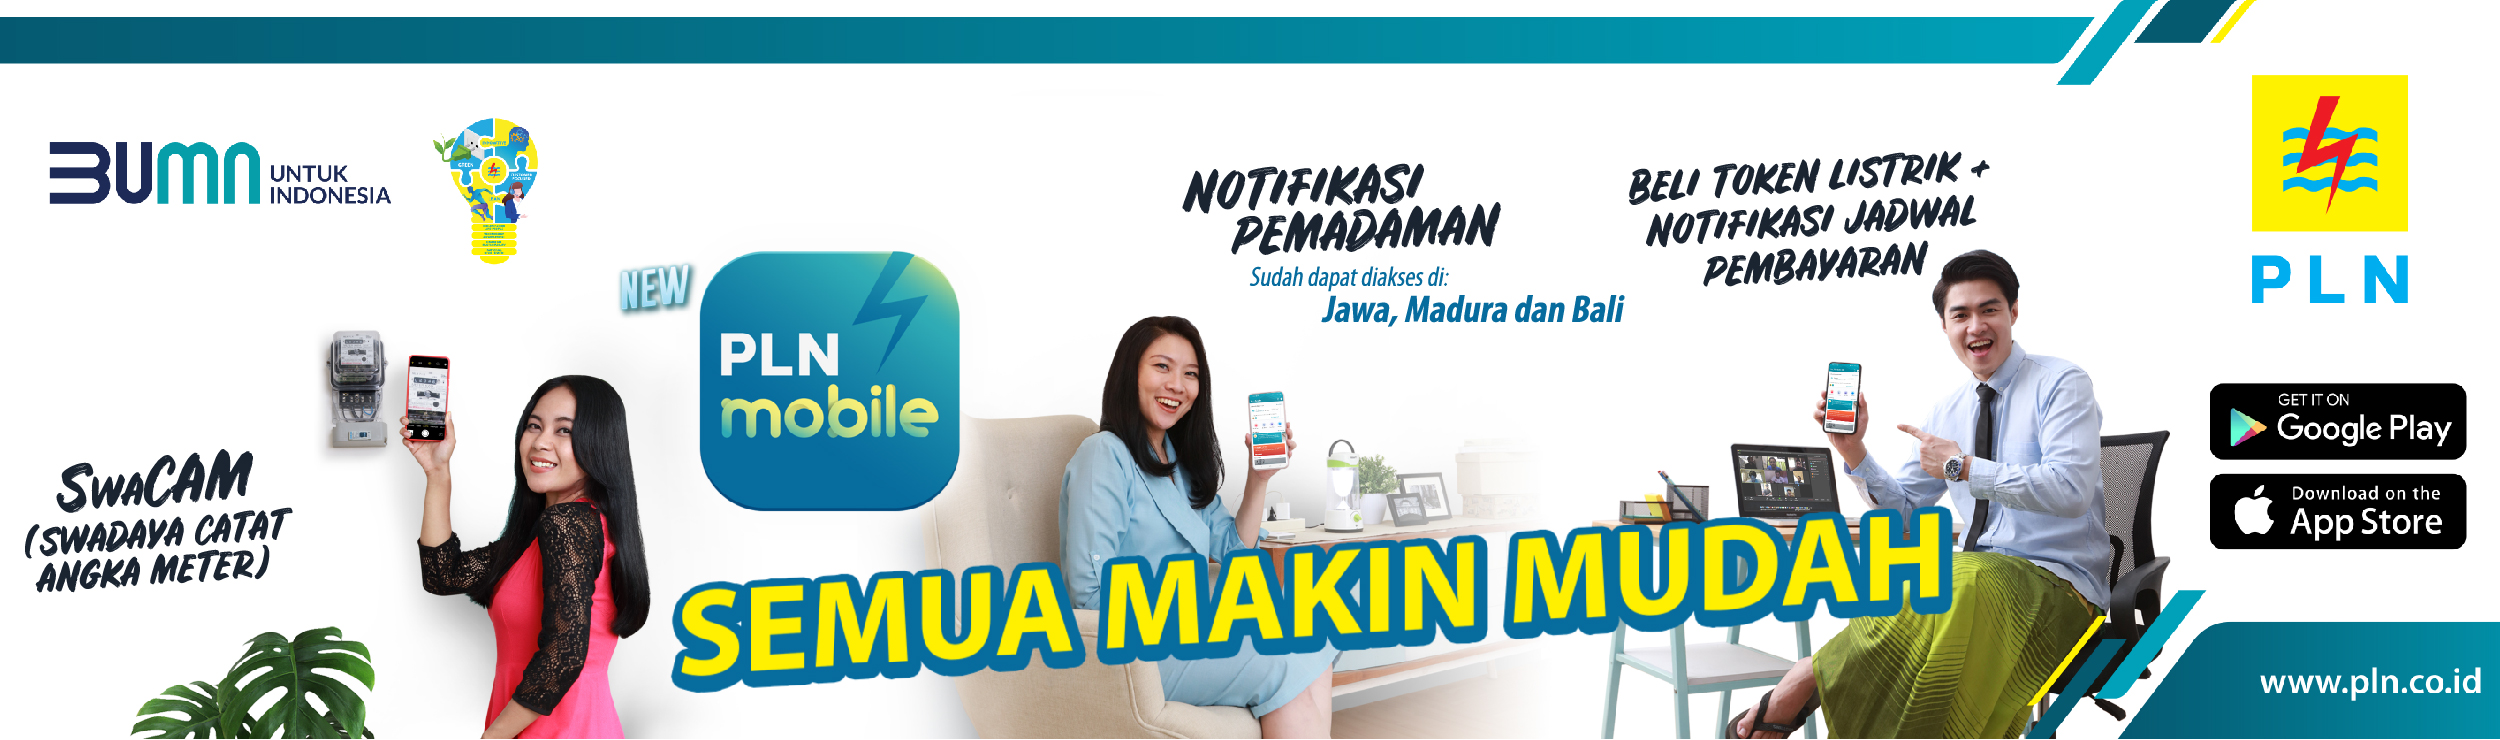 BUMN
UNTUK
INDONESIA
GREEN
NEW
PLN
mobile
SwaCAM
(SWADAYA CATAT
ANGKA METER)
NOTIFIKASI
PEMADAMAN
Sudah dapat diakses di:
Jawa, Madura dan Bali
BELI TOKEN LISTRIK +
NOTIFIKASI JADWAL
PEMBAYARAN
SEMUA MAKIN MUDAH
PLN
GET IT ON
Google Play
Download on the
App Store
www.pln.co.id